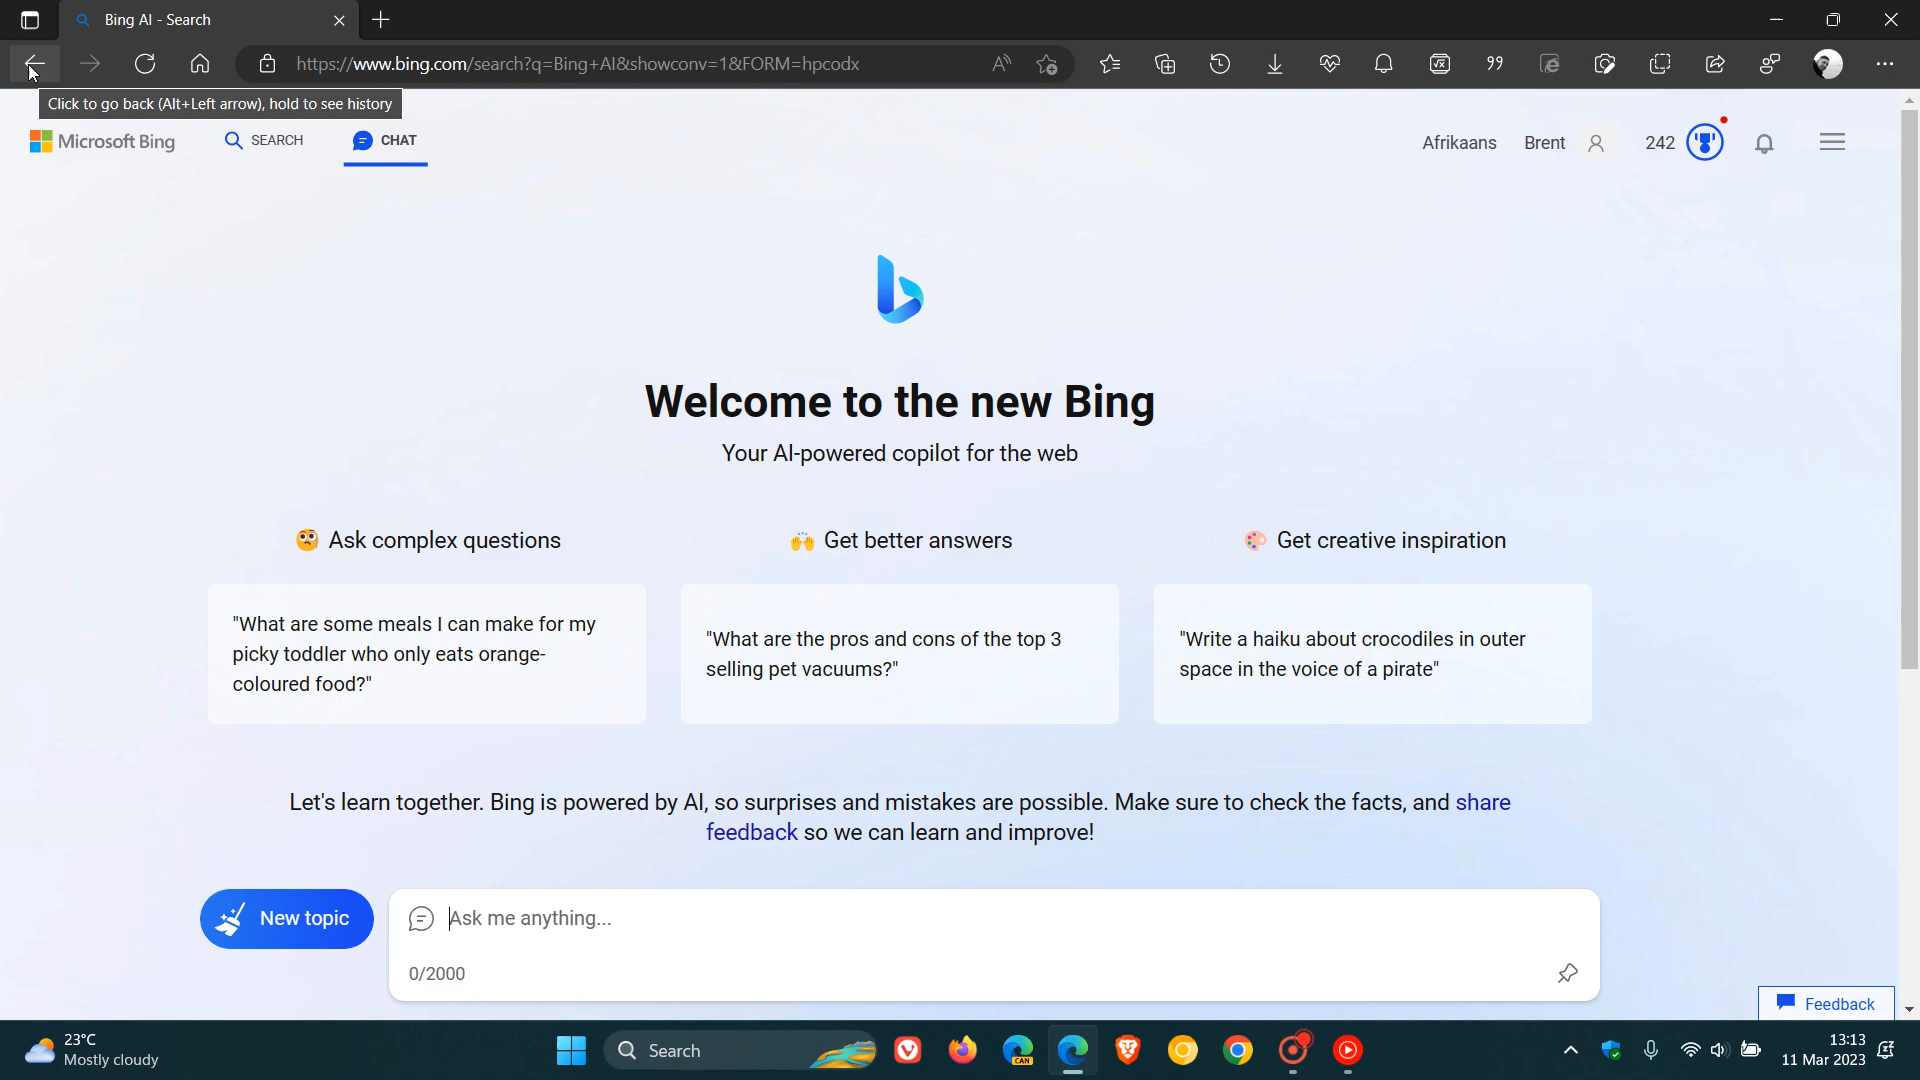 Bing AI - Search
https://www.bing.com/search?q=Bing+AI&showconv=1&FORM=hpcodx
Click to go back (Alt+Left arrow), hold to see history
Microsoft Bing
SEARCH
CHAT
Afrikaans
Brent
242
Welcome to the new Bing
Your AI-powered copilot for the web
Ask complex questions
Get better answers
Get creative inspiration
"What are some meals I can make for my
picky toddler who only eats orange-
coloured food?"
"What are the pros and cons of the top 3
selling pet vacuums?"
"Write a haiku about crocodiles in outer
space in the voice of a pirate"
Let's learn together. Bing is powered by AI, so surprises and mistakes are possible. Make sure to check the facts, and share
feedback so we can learn and improve!
New topic
Ask me anything...
0/2000
Feedback
23°C
Mostly cloudy
Search
CAN
13:13
11 Mar 2023